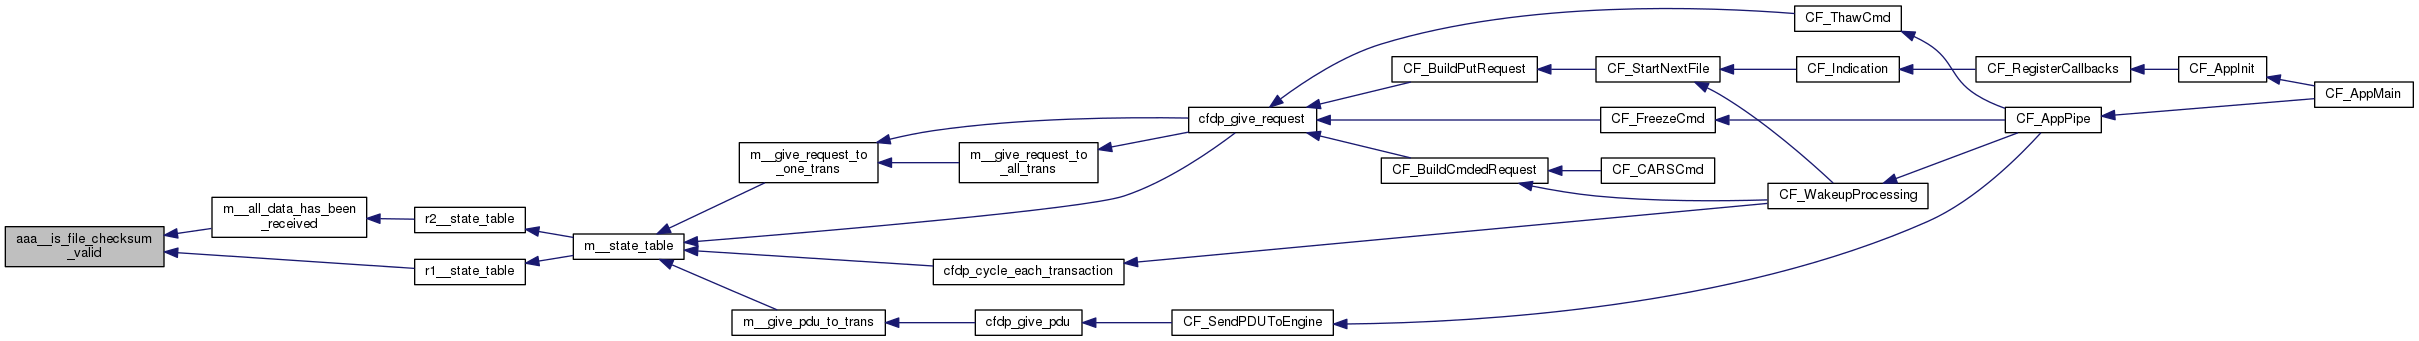 aaa__is_file_checksum
_valid
m__all_data_has_been
_received
r2__state_table
r1__state_table
m__state_table
m__give_request_to
_one_trans
m__give_request_to
_all_trans
cfdp_cycle_each_transaction
m__give_pdu_to_trans
cfdp_give_pdu
cfdp_give_request
CF_SendPDUToEngine
CF_ThawCmd
CF_BuildPutRequest
CF_StartNextFile
CF_Indication
CF_RegisterCallbacks
CF_AppInit
CF_AppMain
CF_FreezeCmd
CF_AppPipe
CF_BuildCmdedRequest
CF_CARSCmd
CF_WakeupProcessing